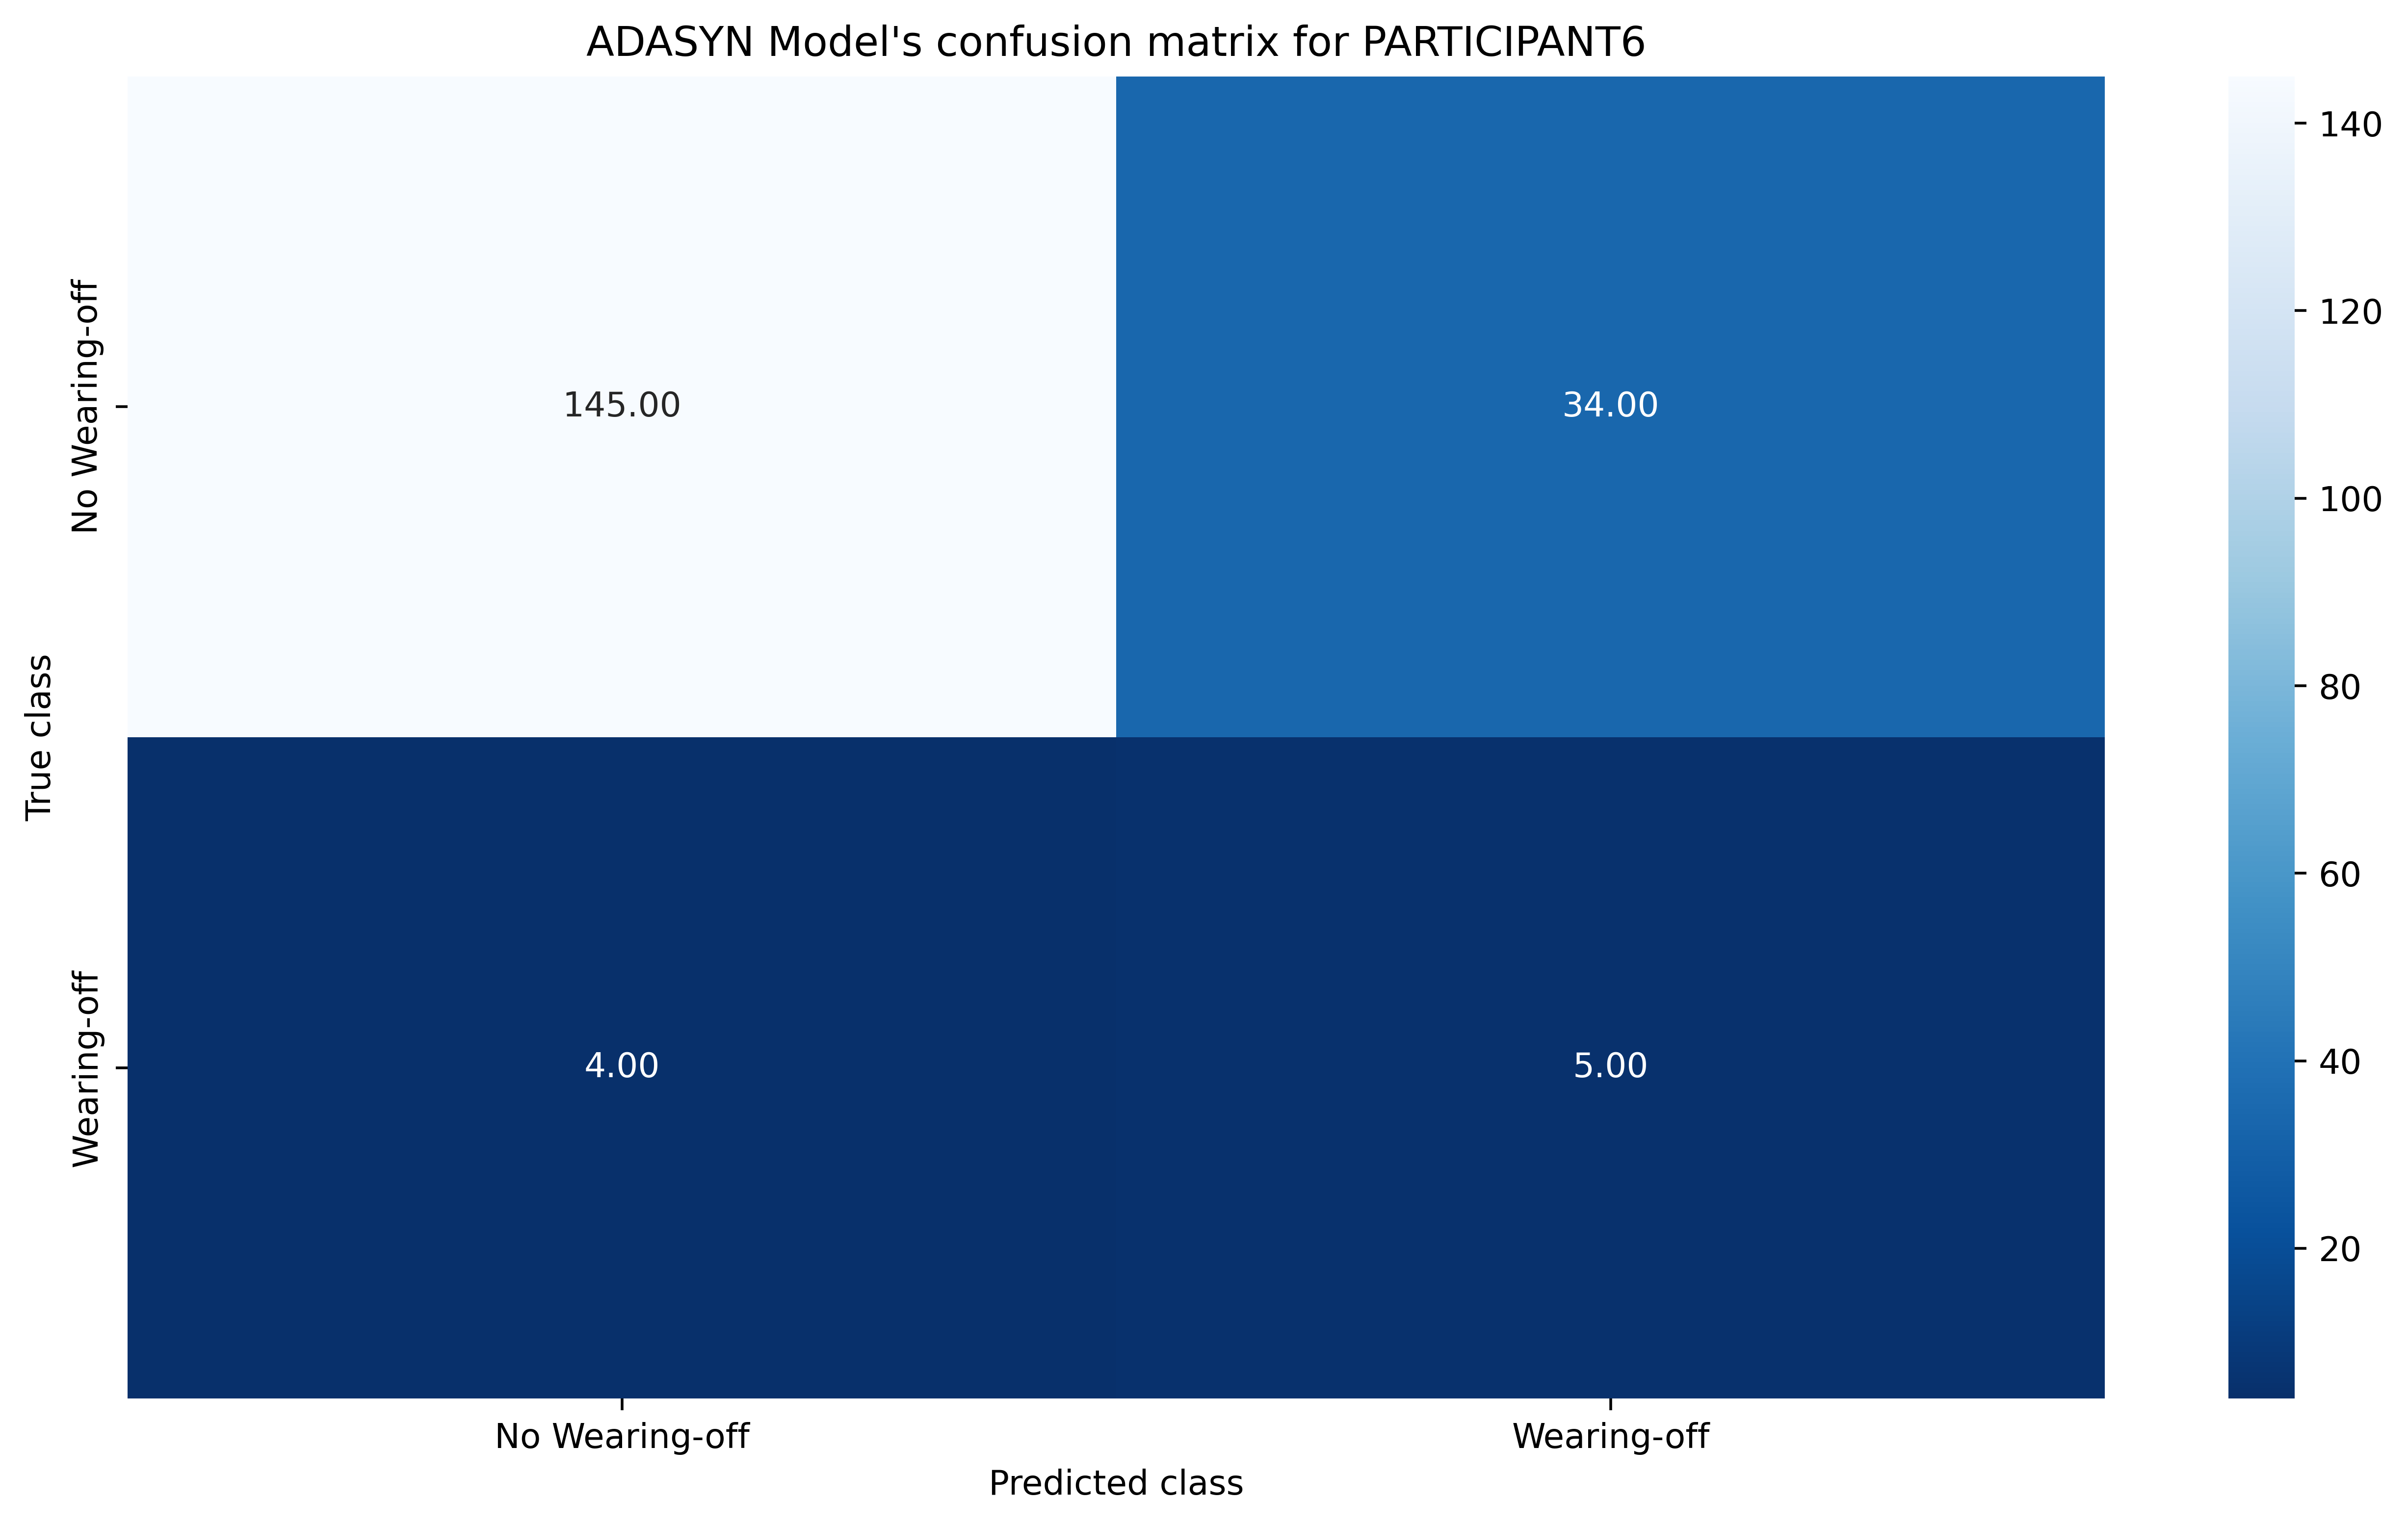 ADASYN Model's confusion matrix for PARTICIPANT6
True class
No Wearing-off
Wearing-off
145.00
34.00
4.00
5.00
No Wearing-off
Wearing-off
Predicted class
140
120
100
80
60
40
20